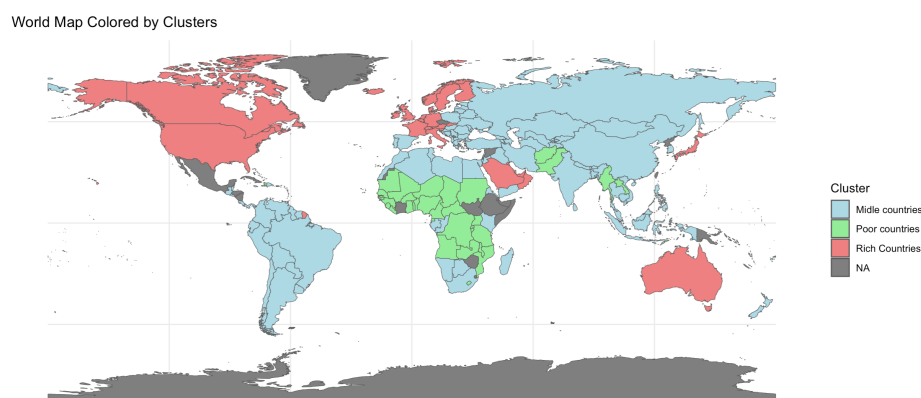 World Map Colored by Clusters
Cluster
Midle countries
Poor countries
Rich Countries
NA